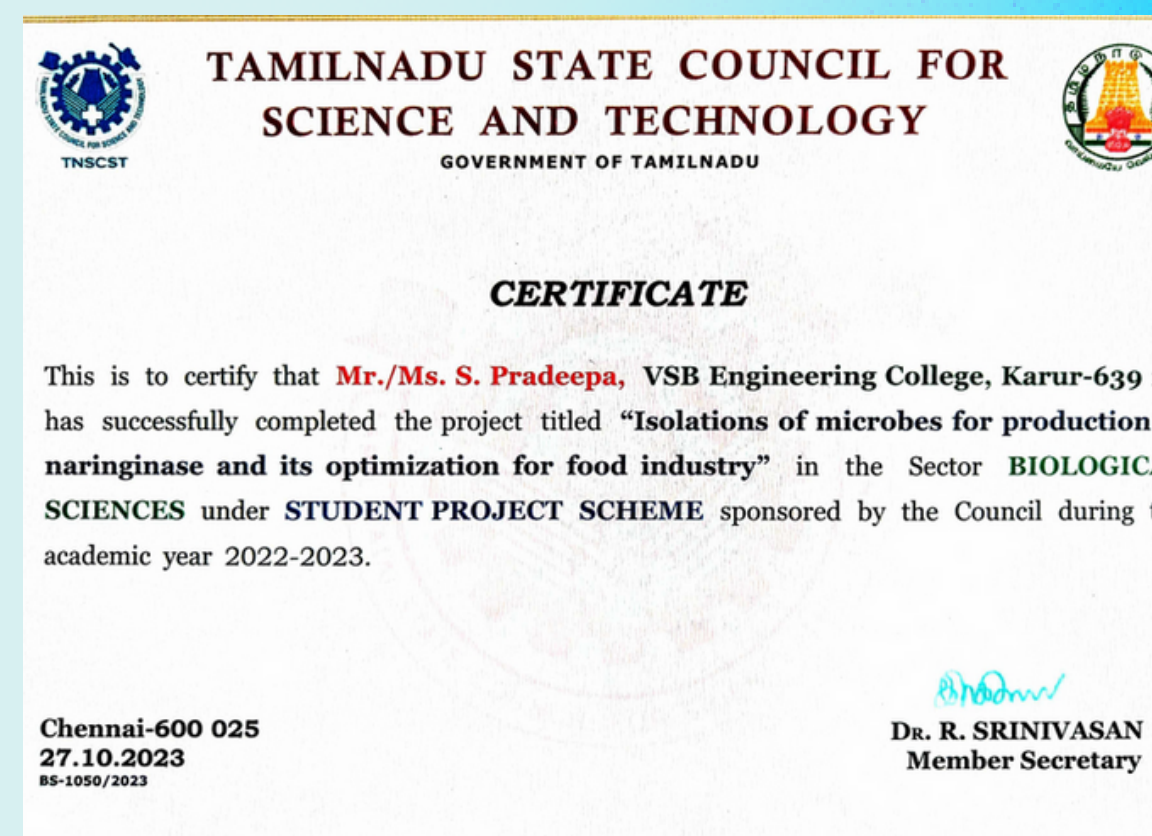 TAMILNADU STATE COUNCIL FOR
SCIENCE AND TECHNOLOGY
GOVERNMENT OF TAMILNADU
TNSCST
CERTIFICATE
This is to certify that Mr./Ms. S. Pradeepa, VSB Engineering College, Karur-639
has successfully completed the project titled “Isolations of microbes for production
naringinase and its optimization for food industry” in the Sector BIOLOGICA
SCIENCES under STUDENT PROJECT SCHEME sponsored by the Council during t
academic year 2022-2023.
Chennai-600 025
27.10.2023
BS-1050/2023
DR. R. SRINIVASAN
Member Secretary